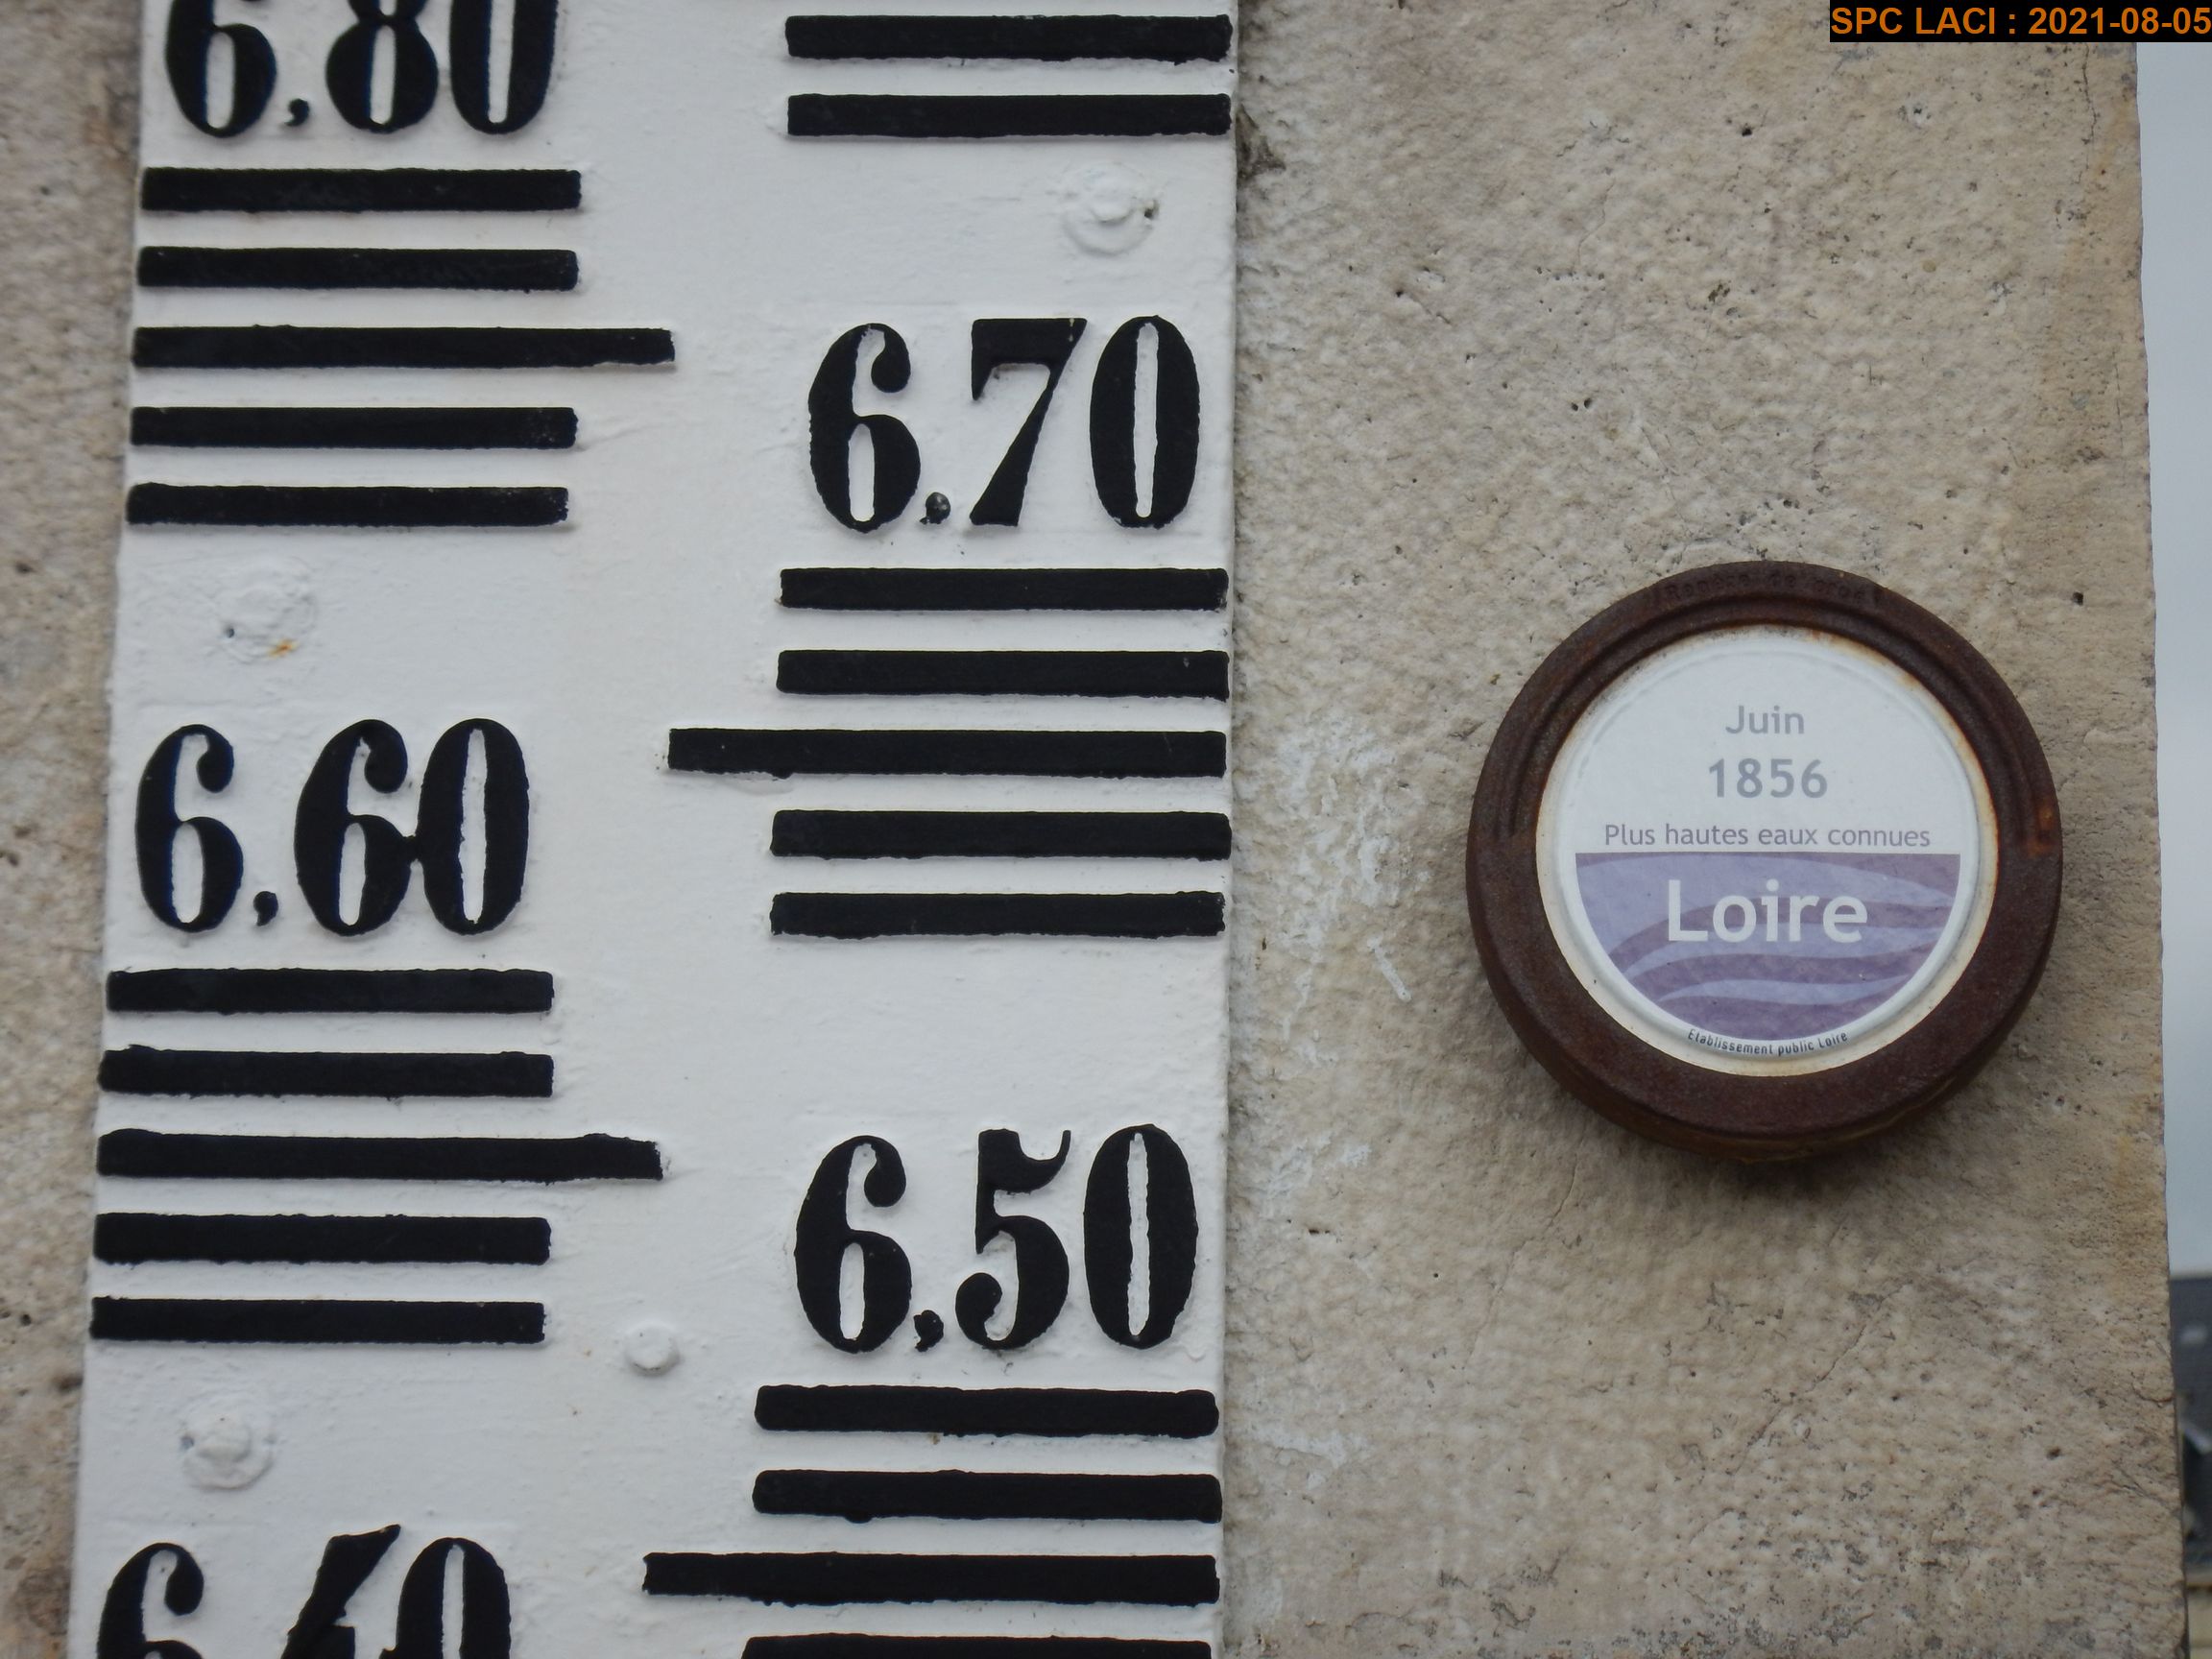 SPC LACI : 2021-08-05
6,80
6.70
6,60
6,50
6,40
Juin
1856
Plus hautes eaux connues
Loire
Etablissement public Loire